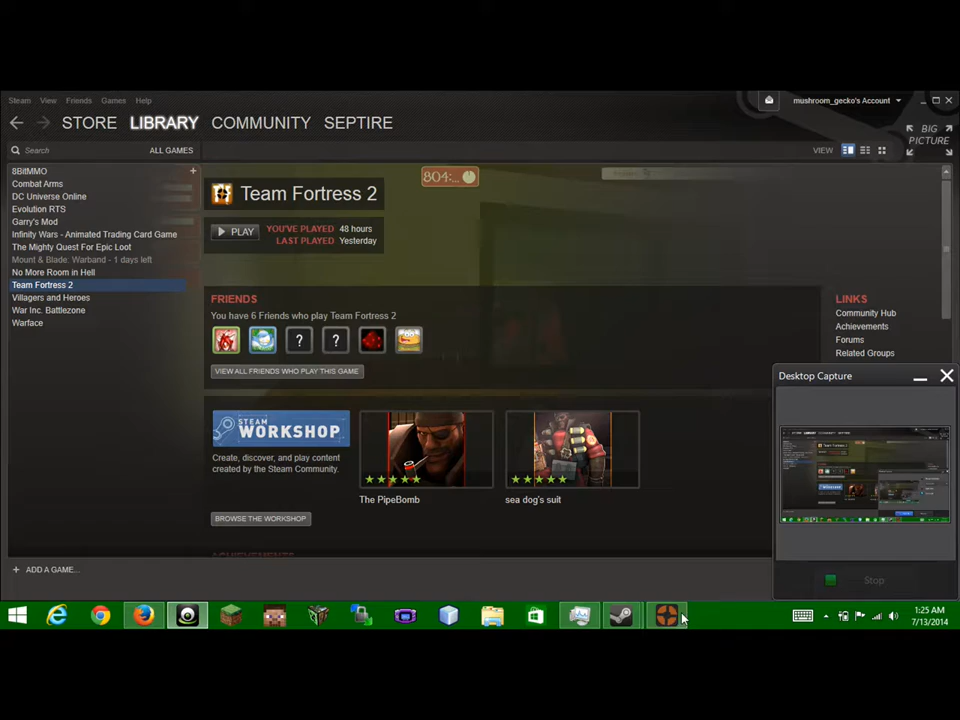 Steam View Friends Games Help
mushroom_gecko's Account
STORE LIBRARY COMMUNITY SEPTIRE
BIG
PICTURE
Search
ALL GAMES
VIEW
8BitMMO
Combat Arms
DC Universe Online
Evolution RTS
Garry's Mod
Infinity Wars - Animated Trading Card Game
The Mighty Quest For Epic Loot
Mount & Blade: Warband - 1 days left
No More Room in Hell
Team Fortress 2
Villagers and Heroes
War Inc. Battlezone
Warface
804:...
Team Fortress 2
PLAY
YOU'VE PLAYED 48 hours
LAST PLAYED Yesterday
FRIENDS
You have 6 Friends who play Team Fortress 2
? ?
VIEW ALL FRIENDS WHO PLAY THIS GAME
LINKS
Community Hub
Achievements
Forums
Related Groups
STEAM
WORKSHOP
Create, discover, and play content
created by the Steam Community.
BROWSE THE WORKSHOP
The PipeBomb
sea dog's suit
ACHIEVEMENTS
Desktop Capture
Stop
+ ADD A GAME...
1:25 AM
7/13/2014